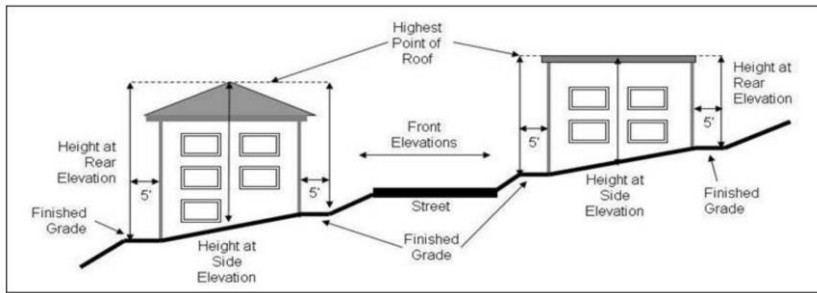 Highest
Point of
Roof
Height at
Rear
Elevation
5'
Finished
Grade
Height at
Side
Elevation
5'
Front
Elevations
Street
Finished
Grade
5'
Height at
Side
Elevation
5'
Height at
Rear
Elevation
Finished
Grade